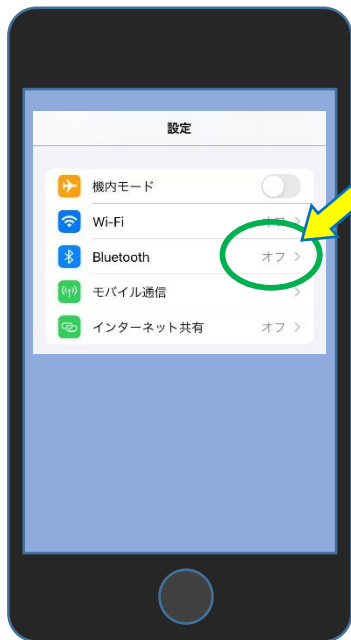 設定
機内モード
Wi-Fi
Bluetooth オフ
モバイル通信
インターネット共有 オフ